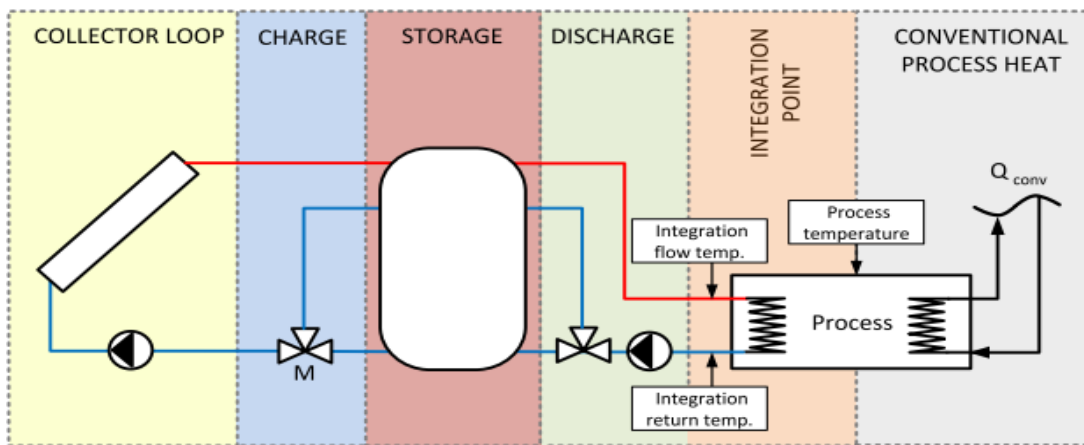 COLLECTOR LOOP
CHARGE
STORAGE
DISCHARGE
INTEGRATION
POINT
CONVENTIONAL
PROCESS HEAT
Q conv
Process
temperature
Integration
flow temp.
Process
M
Integration
return temp.